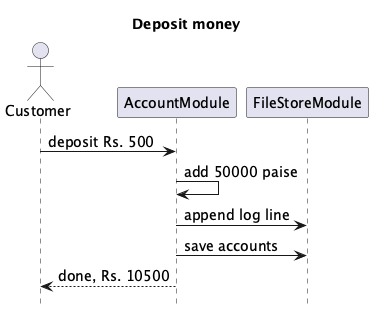 Deposit money
Customer
AccountModule
FileStoreModule
deposit Rs. 500
add 50000 paise
append log line
save accounts
done, Rs. 10500